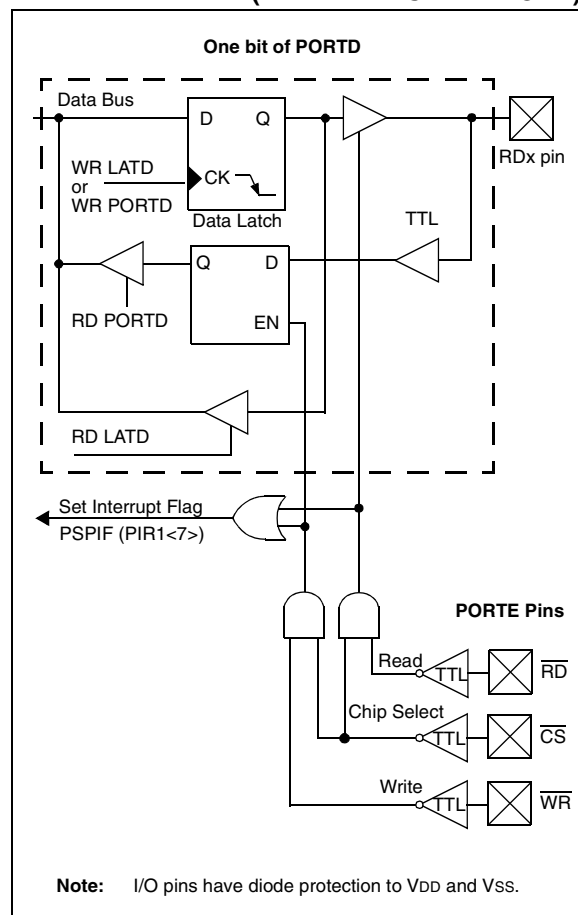 One bit of PORTD
Data Bus
D Q
RDx pin
WR LATD
or
WR PORTD
CK
Data Latch
TTL
Q D
RD PORTD
EN
RD LATD
Set Interrupt Flag
PSPIF (PIR1<7>)
PORTE Pins
Read
TTL
RD
Chip Select
TTL
CS
Write
TTL
WR
Note: I/O pins have diode protection to VDD and VSS.